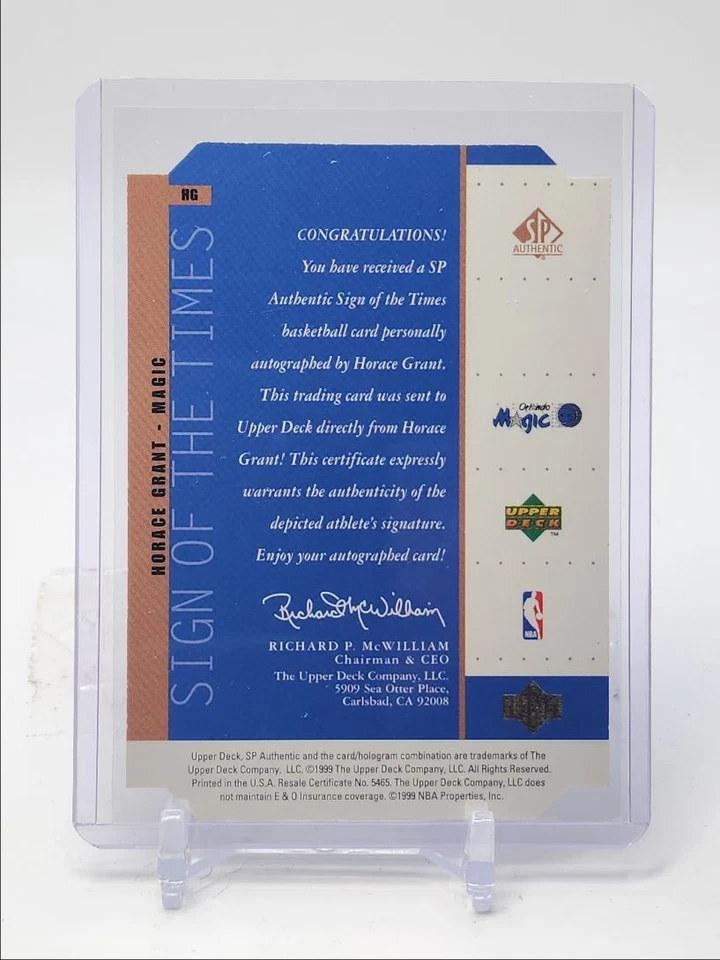 HG
HORACE GRANT - MAGIC
SIGN OF THE TIMES
CONGRATULATIONS!
You have received a SP
Authentic Sign of the Times
basketball card personally
autographed by Horace Grant.
This trading card was sent to
Upper Deck directly from Horace
Grant! This certificate expressly
warrants the authenticity of the
depicted athlete's signature.
Enjoy your autographed card!
Richard McWilliam
RICHARD P. McWILLIAM
Chairman & CEO
The Upper Deck Company, LLC.
5909 Sea Otter Place,
Carlsbad, CA 92008
SP
AUTHENTIC
Orlando
MAGIC
UPPER
DECK
TM
NBA
Upper Deck, SP Authentic and the card/hologram combination are trademarks of The
Upper Deck Company, LLC. ©1999 The Upper Deck Company, LLC. All Rights Reserved.
Printed in the U.S.A. Resale Certificate No. 5465. The Upper Deck Company, LLC does
not maintain E & O Insurance coverage. ©1999 NBA Properties, Inc.